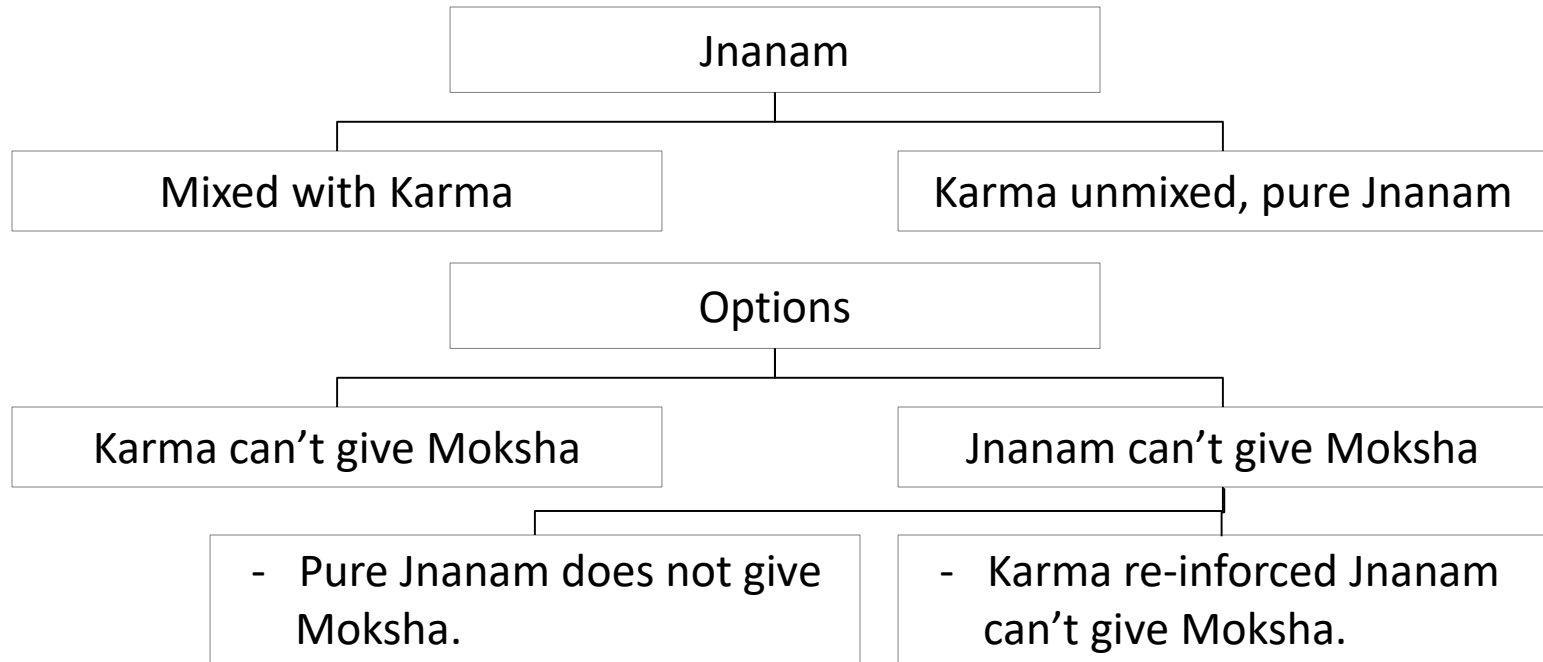 Jnanam
Mixed with Karma
Karma unmixed, pure Jnanam
Options
Karma can’t give Moksha
Jnanam can’t give Moksha
- Pure Jnanam does not give
Moksha.
- Karma re-inforced Jnanam
can’t give Moksha.